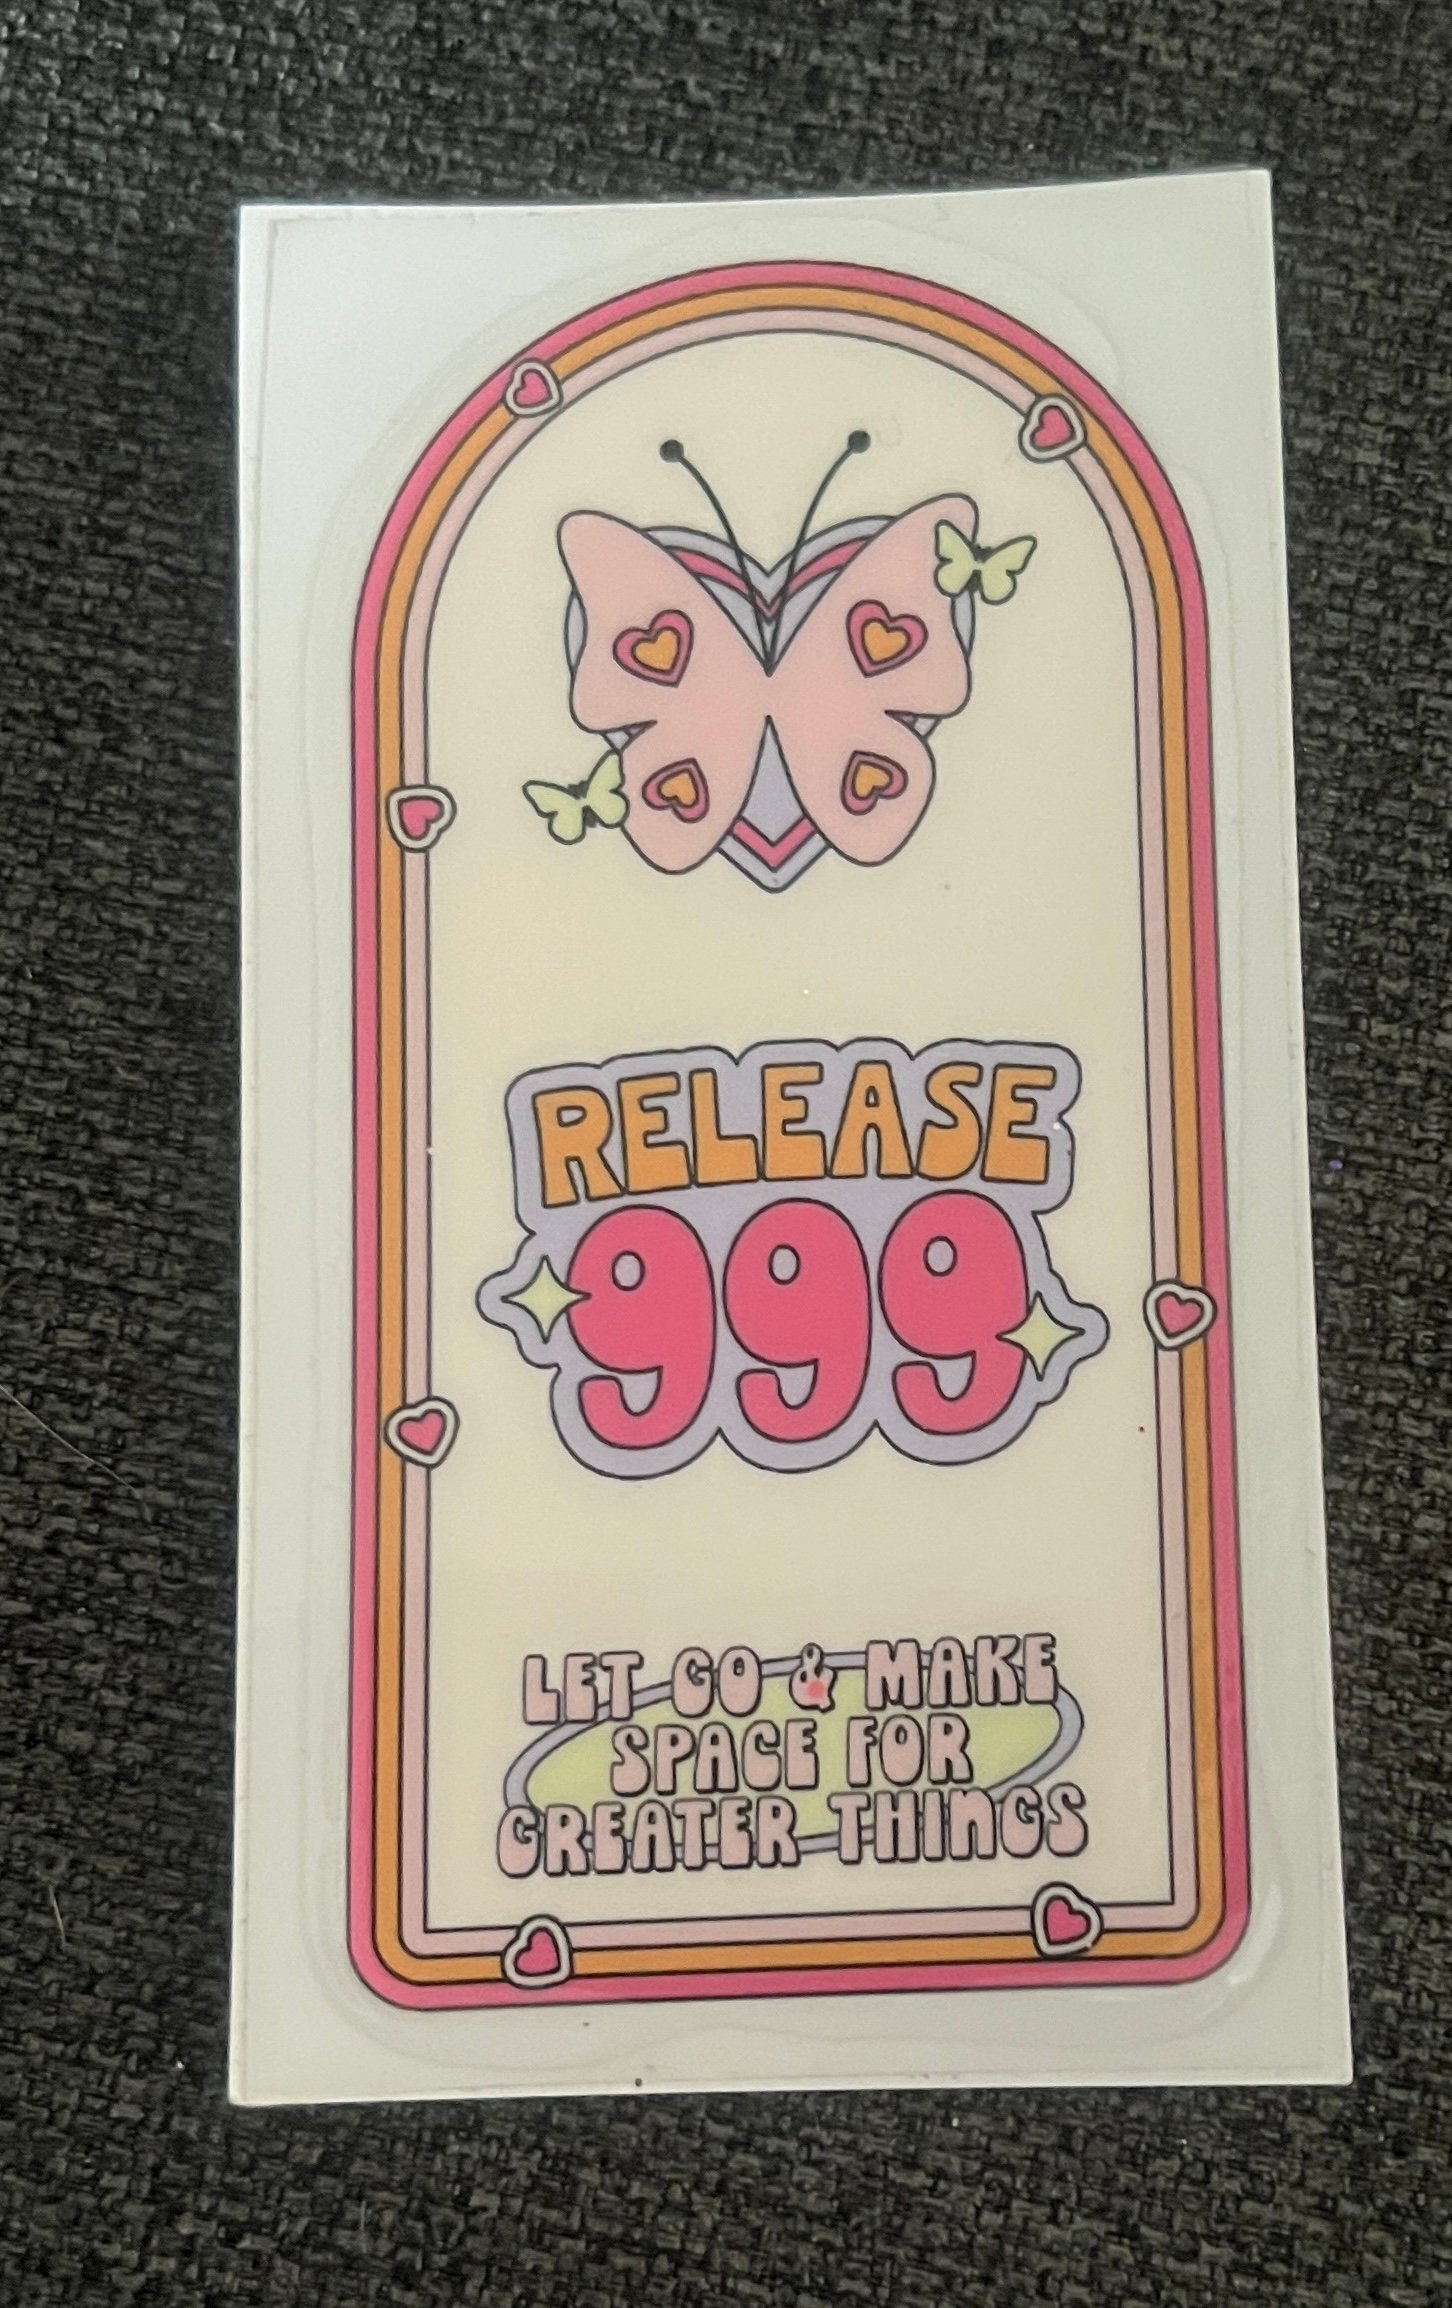 RELEASE
999
LET GO & MAKE
SPACE FOR
GREATER THINGS